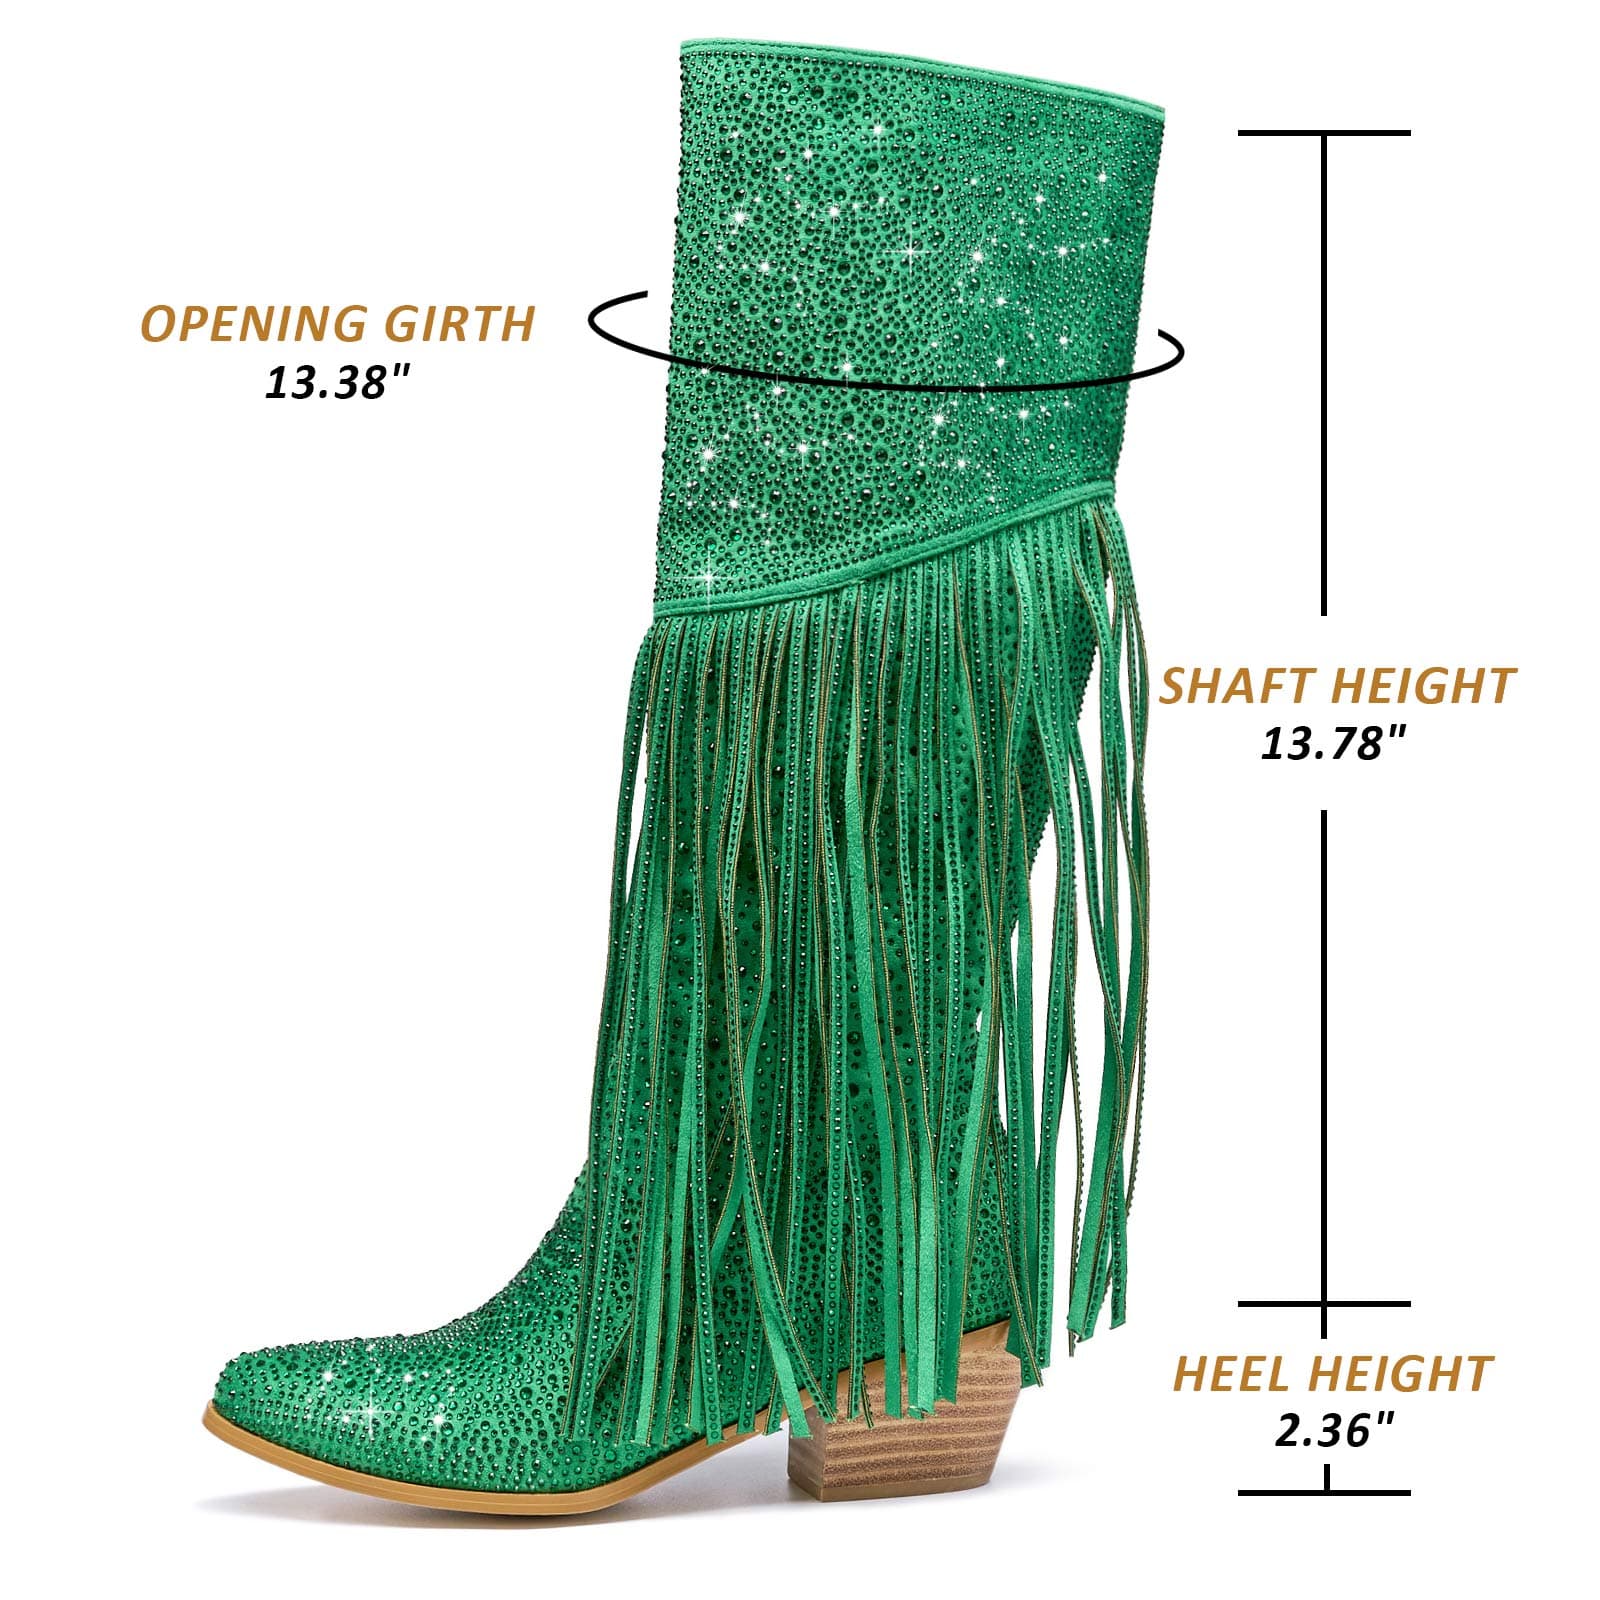 OPENING GIRTH
13.38"
SHAFT HEIGHT
13.78"
HEEL HEIGHT
2.36"